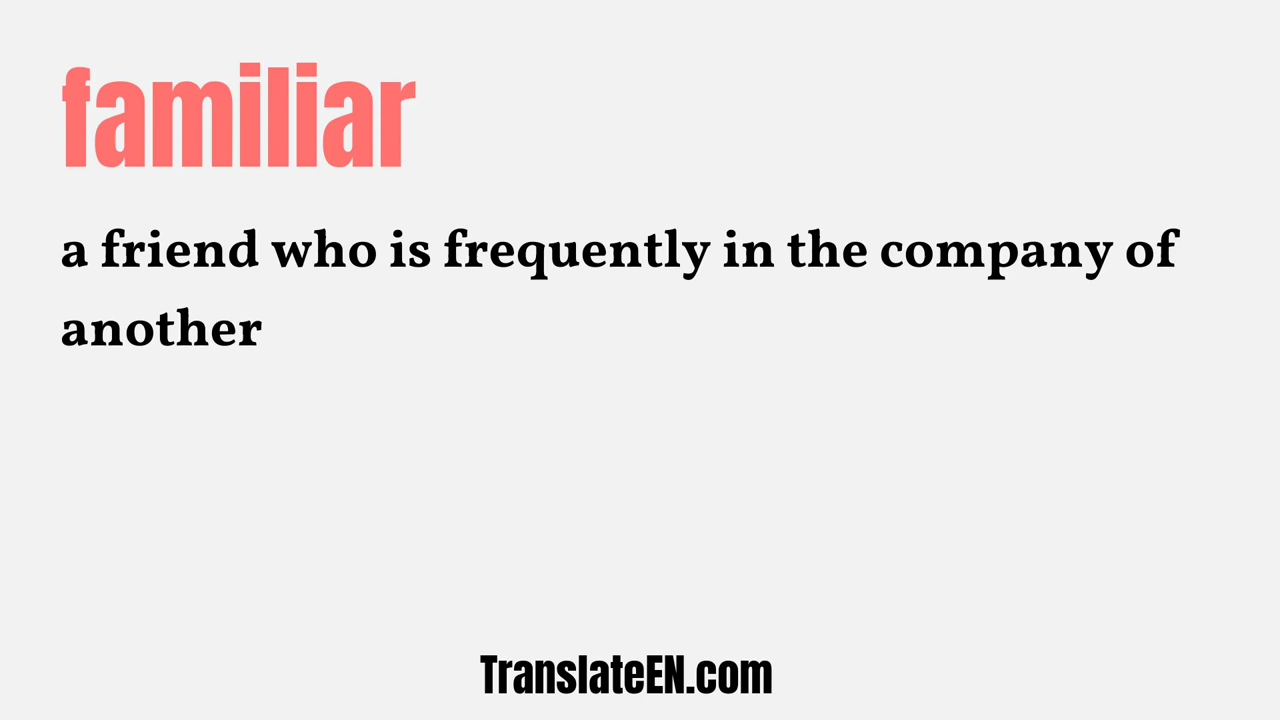 familiar
a friend who is frequently in the company of
another
TranslateEN.com